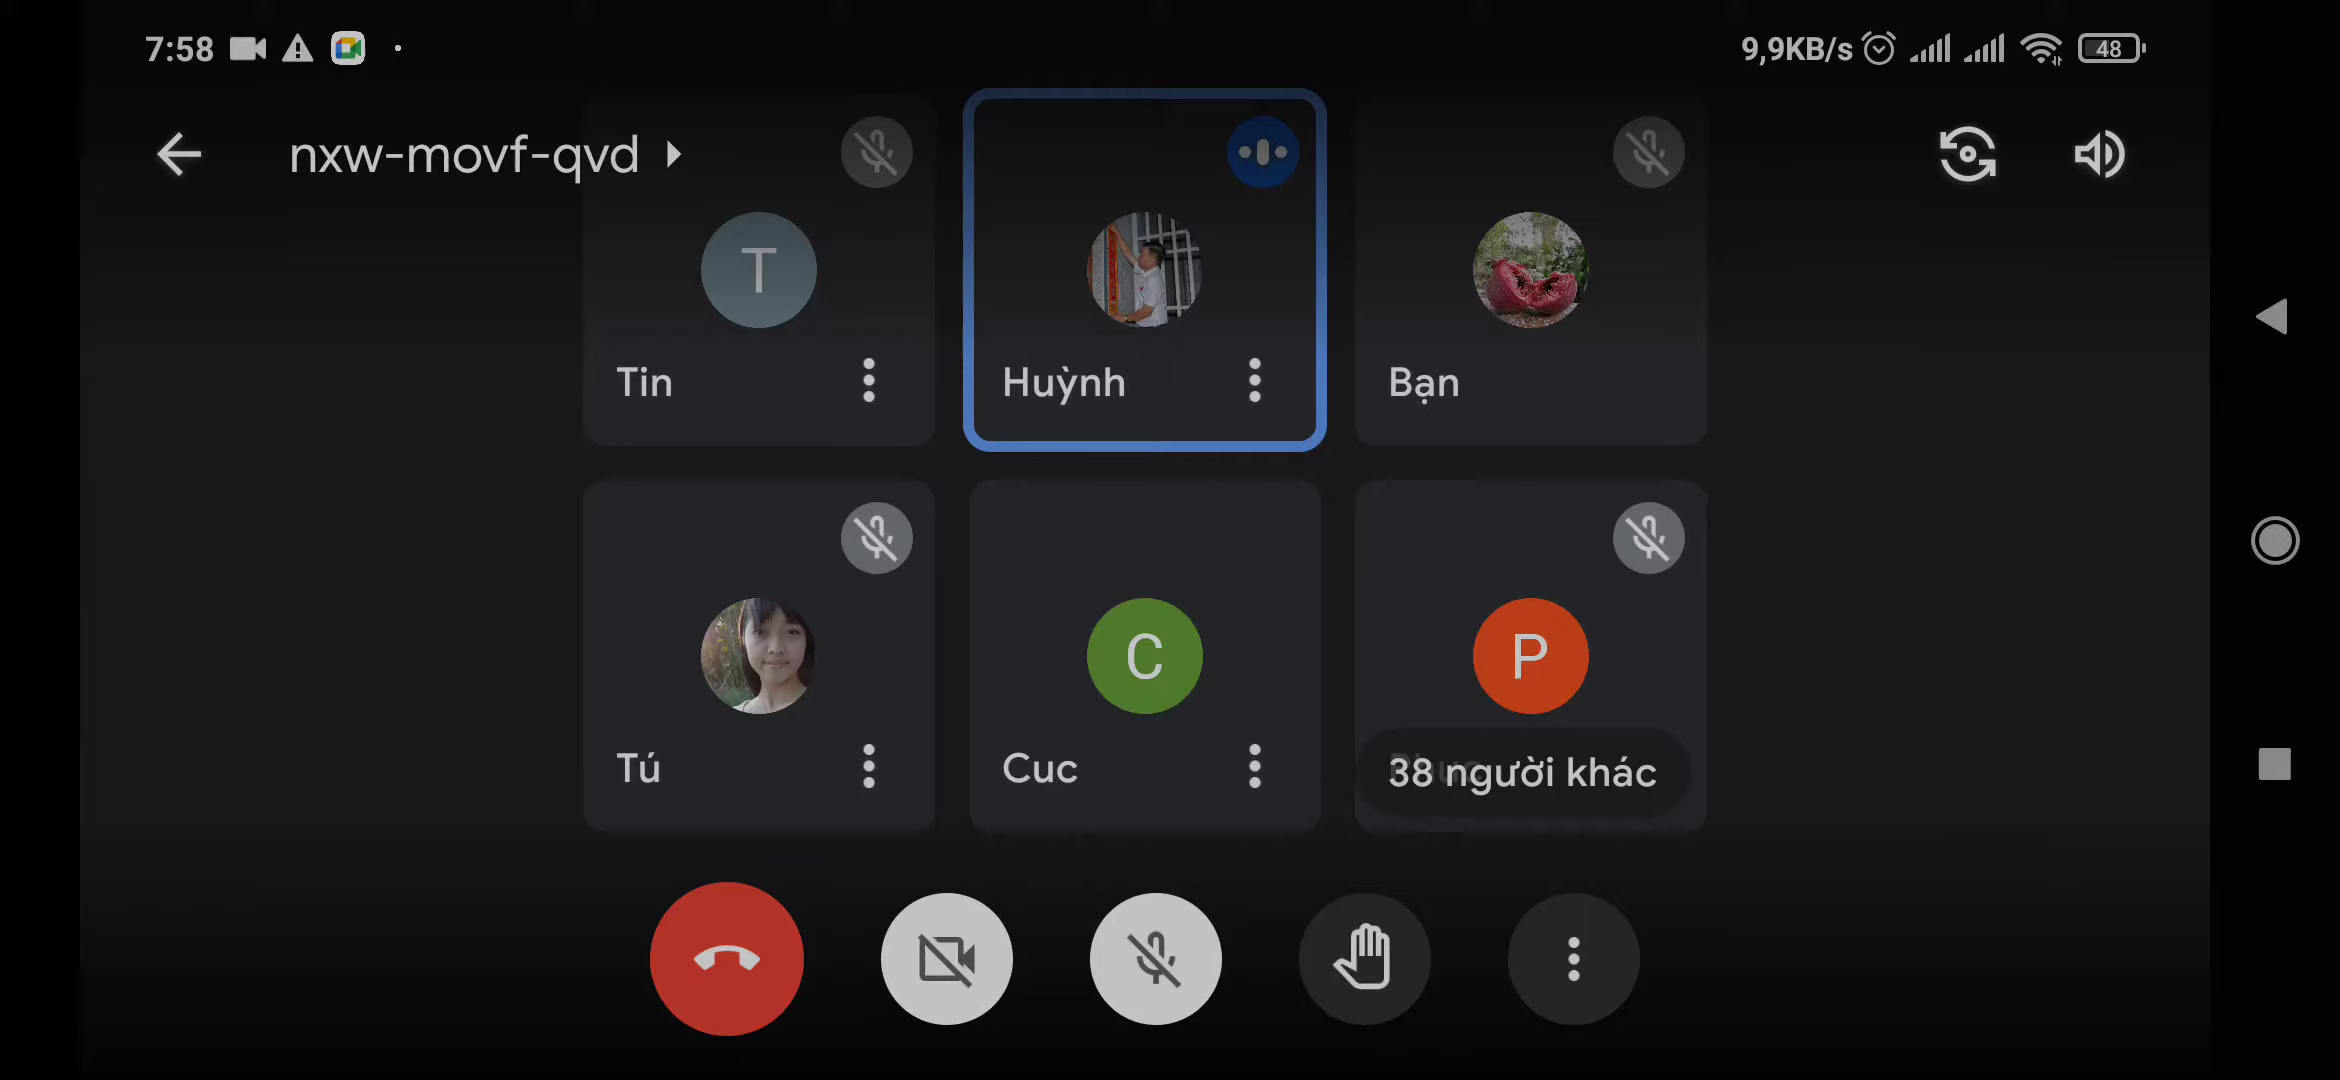 7:58
9,9KB/s
48
nxw-movf-qvd
T
Tin
Huỳnh
Bạn
Tú
C
Cuc
P
38 người khác